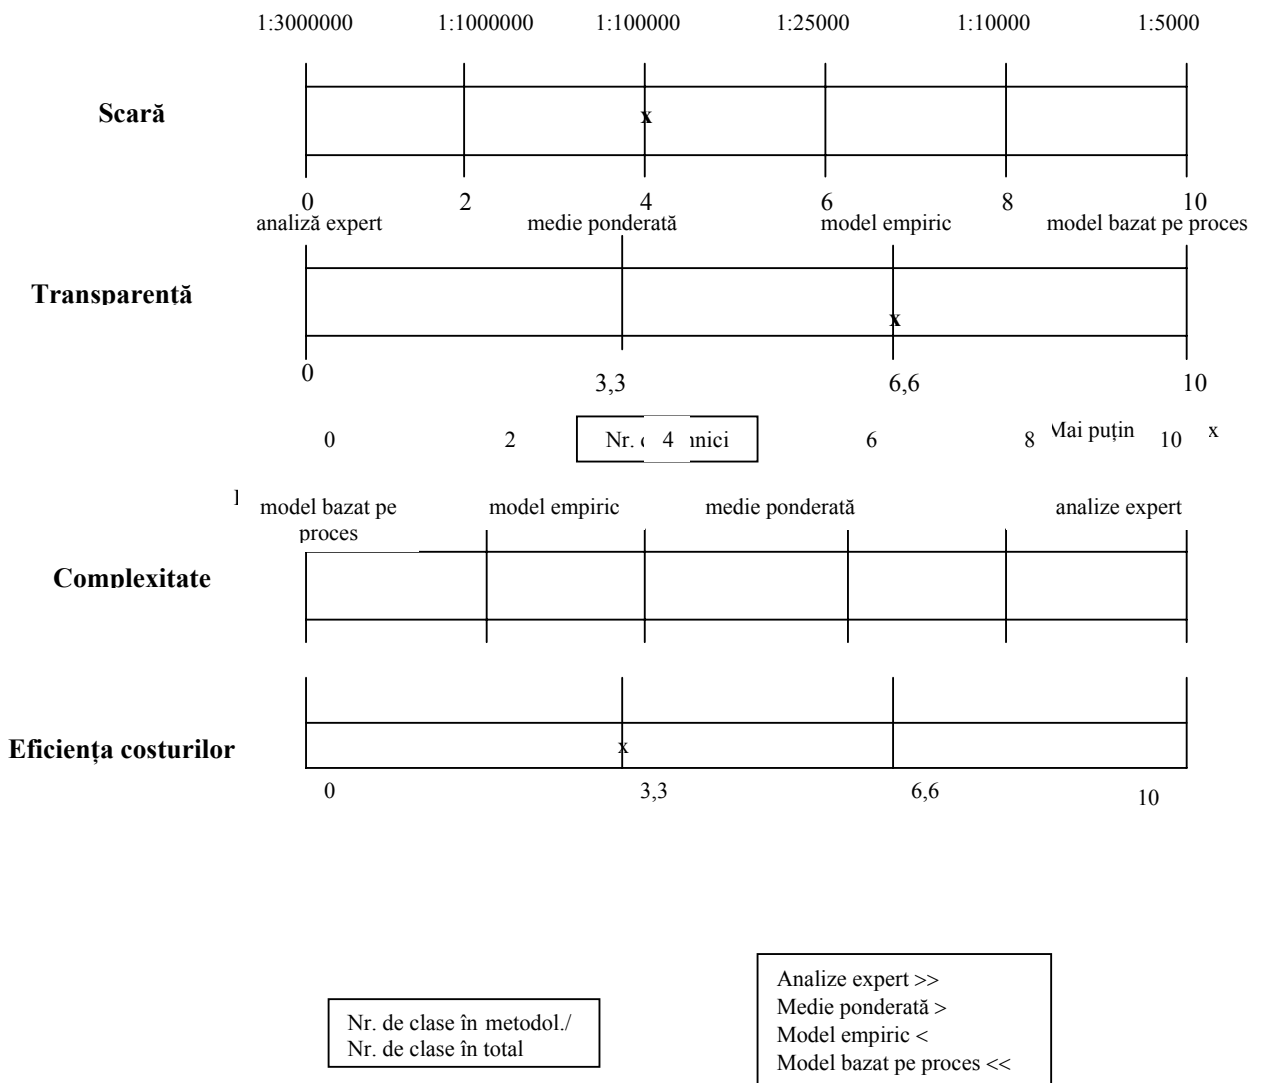 1:3000000 1:1000000 1:100000 1:25000 1:10000 1:5000
Scară
x
0 2 4 6 8 10
analiză expert medie ponderată model empiric model bazat pe proces
Transparență
x
0 3,3 6,6 10
0 2 Nr. 4 6 8 Mai puțin 10 x
model bazat pe proces model empiric medie ponderată analize expert
Complexitate
Eficiența costurilor
x
0 3,3 6,6 10
Analize expert >>
Medie ponderată >
Model empiric <
Model bazat pe proces <<
Nr. de clase în metodol./
Nr. de clase în total